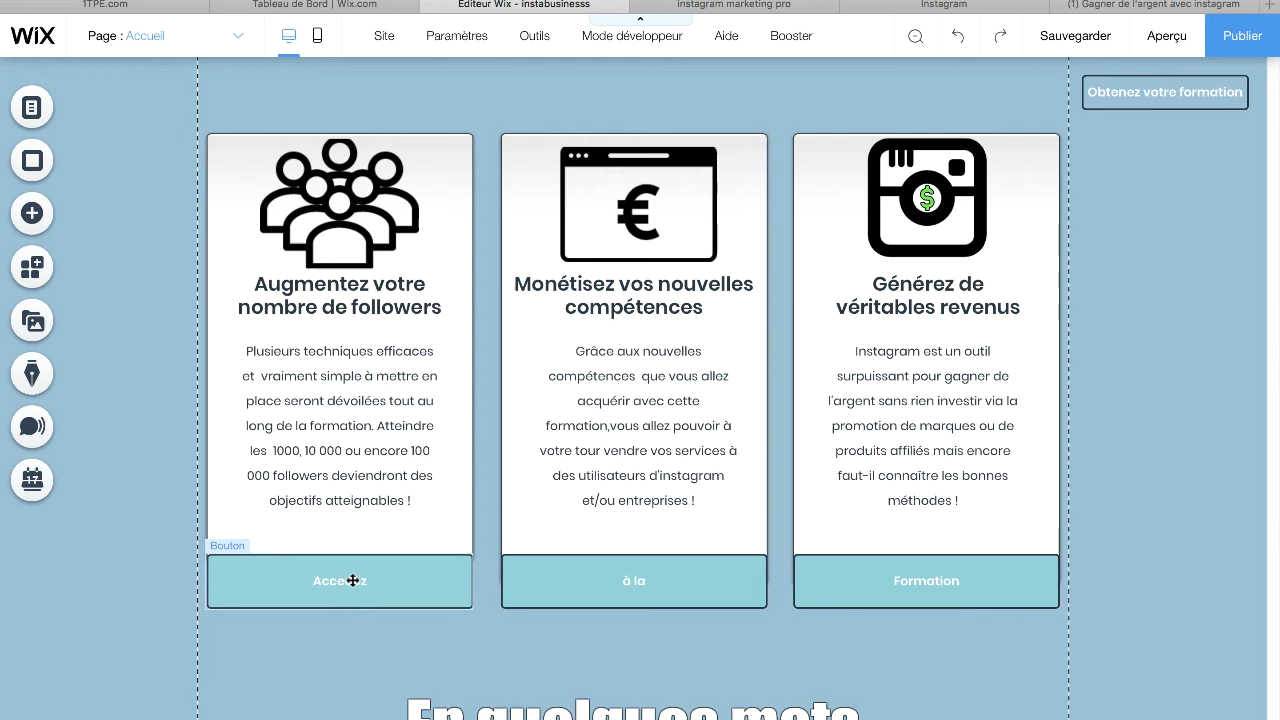 1TPE.com
Tableau de Bord | Wix.com
Editeur Wix - instabusinesss
instagram marketing pro
Instagram
(1) Gagner de l'argent avec instagram
WiX
Page : Accueil
Site
Paramètres
Outils
Mode développeur
Aide
Booster
Sauvegarder
Aperçu
Publier
Obtenez votre formation
17
€
$
Augmentez votre
nombre de followers
Plusieurs techniques efficaces
et vraiment simple à mettre en
place seront dévoilées tout au
long de la formation. Atteindre
les 1000, 10 000 ou encore 100
000 followers deviendront des
objectifs atteignables !
Monétisez vos nouvelles
compétences
Grâce aux nouvelles
compétences que vous allez
acquérir avec cette
formation,vous allez pouvoir à
votre tour vendre vos services à
des utilisateurs d'instagram
et/ou entreprises !
Générez de
véritables revenus
Instagram est un outil
surpuissant pour gagner de
l'argent sans rien investir via la
promotion de marques ou de
produits affiliés mais encore
faut-il connaître les bonnes
méthodes !
Bouton
Accedez
à la
Formation
En quelques mots